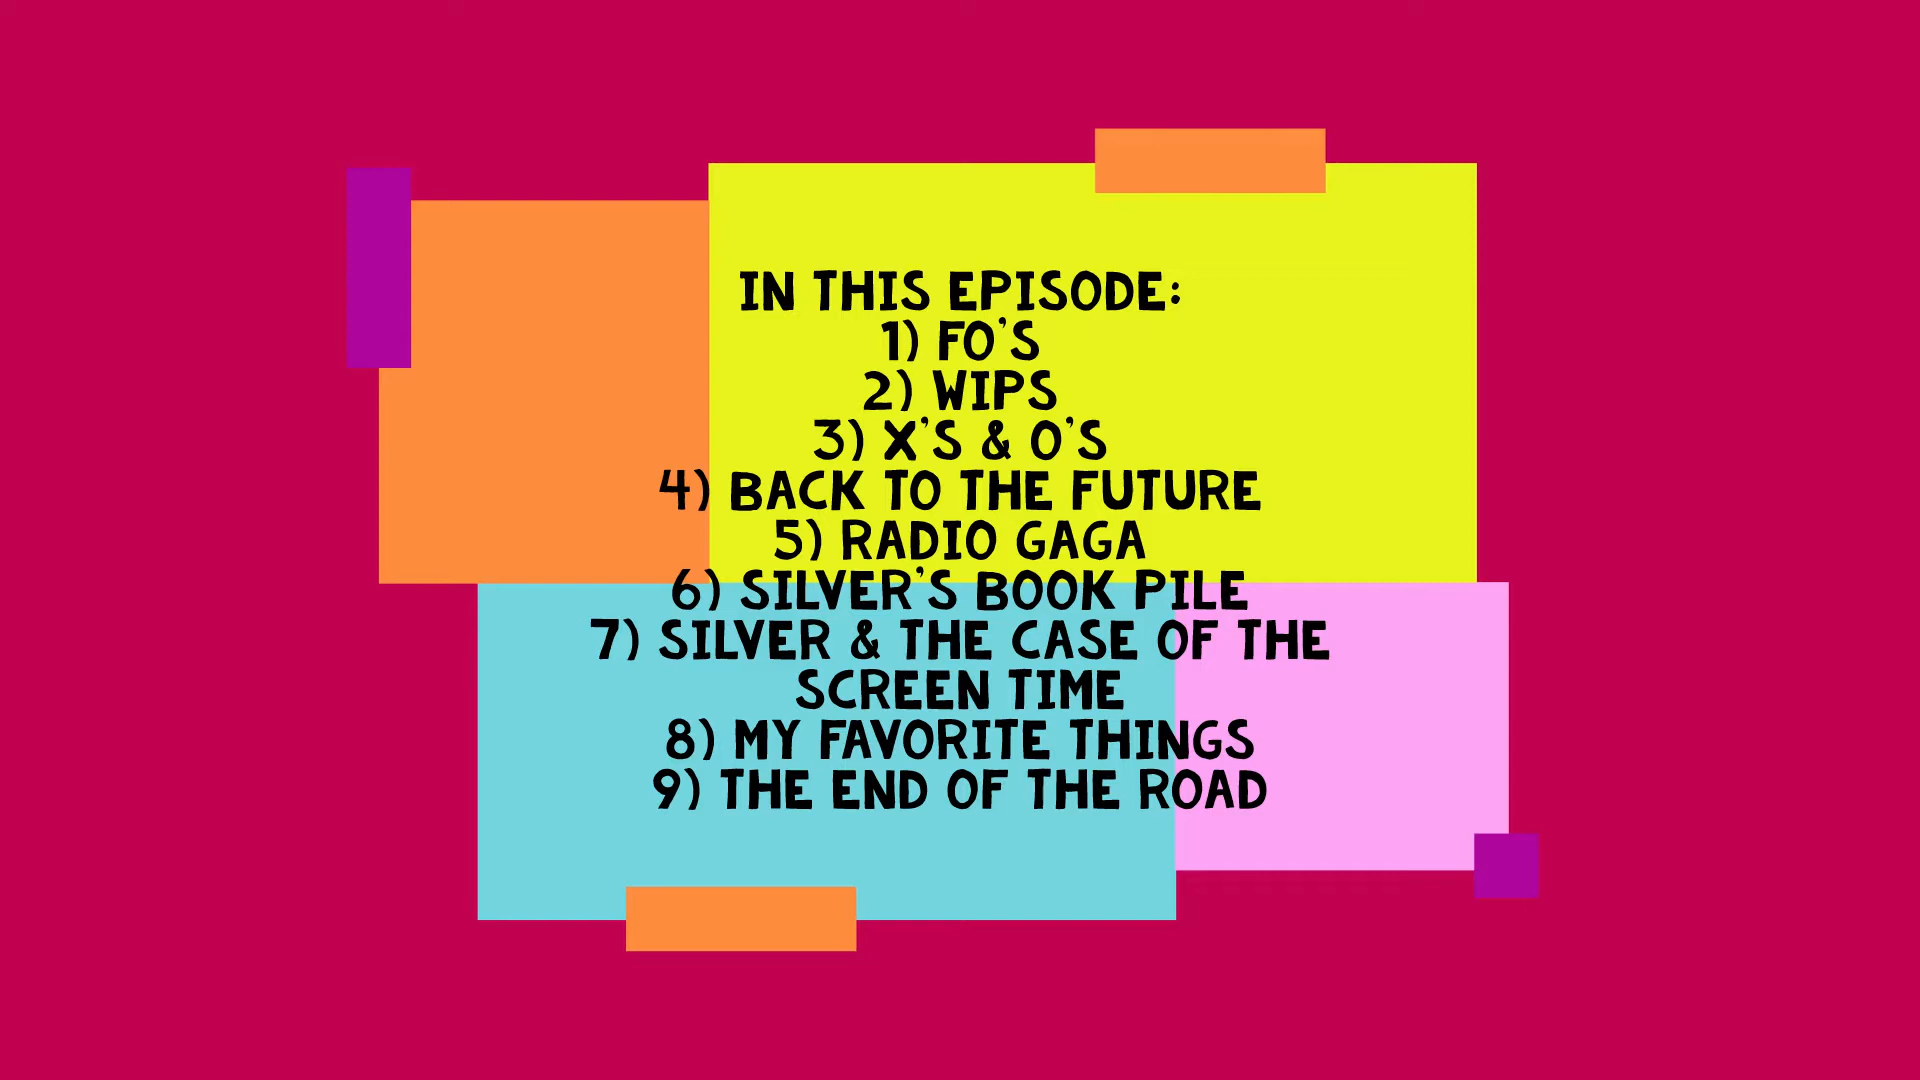 IN THIS EPISODE:
1) FO'S
2) WIPS
3) X'S & O'S
4) BACK TO THE FUTURE
5) RADIO GAGA
6) SILVER'S BOOK PILE
7) SILVER & THE CASE OF THE
SCREEN TIME
8) MY FAVORITE THINGS
9) THE END OF THE ROAD